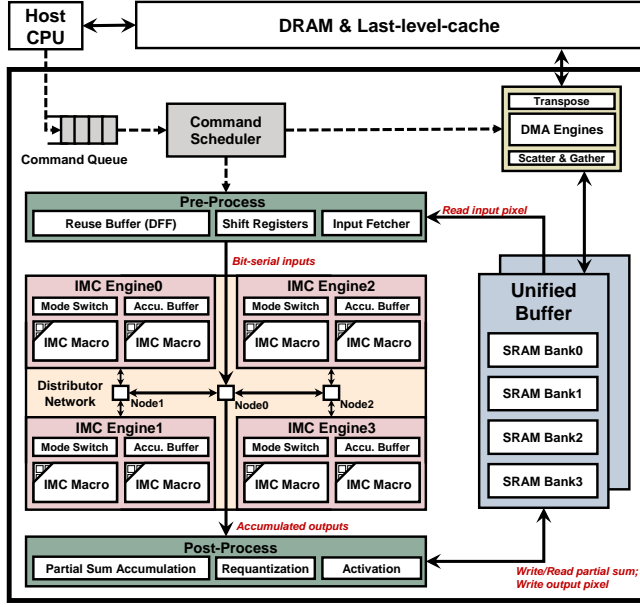 Host
CPU
DRAM & Last-level-cache
Command Queue
Command
Scheduler
Transpose
DMA Engines
Scatter & Gather
Pre-Process
Reuse Buffer (DFF)
Shift Registers
Input Fetcher
Read input pixel
Bit-serial inputs
IMC Engine0
Mode Switch
Accu. Buffer
IMC Macro
IMC Macro
IMC Engine2
Mode Switch
Accu. Buffer
IMC Macro
IMC Macro
Distributor
Network
Node1
Node0
Node2
IMC Engine1
Mode Switch
Accu. Buffer
IMC Macro
IMC Macro
IMC Engine3
Mode Switch
Accu. Buffer
IMC Macro
IMC Macro
Unified
Buffer
SRAM Bank0
SRAM Bank1
SRAM Bank2
SRAM Bank3
Accumulated outputs
Post-Process
Partial Sum Accumulation
Requantization
Activation
Write/Read partial sum;
Write output pixel